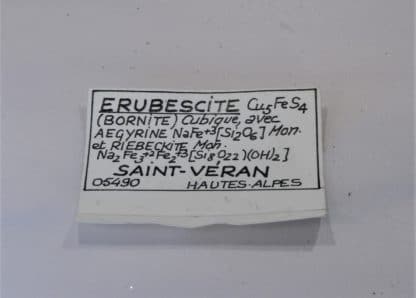 ERUBESCITE Cu5FeS4
(BORNITE) Cubique, avec
AEGYRINE NaFe+3[Si2O6] Mon.
et RIEBECKITE Mon.
Na2Fe3+2Fe2+3[Si8O22)(OH)2]
SAINT-VÉRAN
05490 HAUTES-ALPES